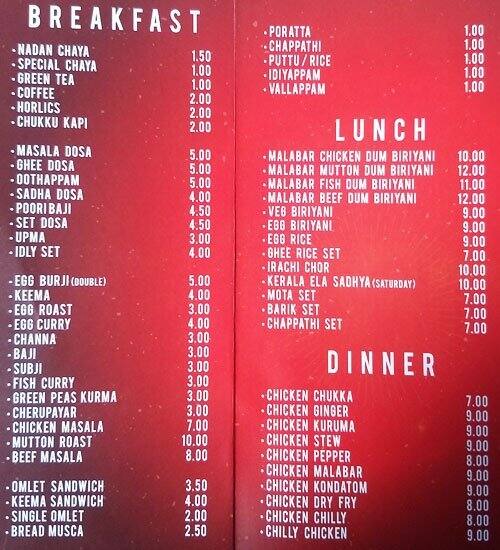 BREAKFAST
• NADAN CHAYA 1.50
• SPECIAL CHAYA 1.00
• GREEN TEA 1.00
• COFFEE 2.00
• HORLICS 2.00
• CHUKKU KAPI 2.00
• MASALA DOSA 5.00
• GHEE DOSA 5.00
• OOTHAPPAM 5.00
• SADHA DOSA 4.00
• POORIBAJI 4.50
• SET DOSA 4.50
• UPMA 3.00
• IDLY SET 4.00
• EGG BURJI (DOUBLE) 5.00
• KEEMA 4.00
• EGG ROAST 3.00
• EGG CURRY 4.00
• CHANNA 3.00
• BAJI 3.00
• SUBJI 3.00
• FISH CURRY 3.00
• GREEN PEAS KURMA 3.00
• CHERUPAYAR 3.00
• CHICKEN MASALA 7.00
• MUTTON ROAST 10.00
• BEEF MASALA 8.00
• OMLET SANDWICH 3.50
• KEEMA SANDWICH 4.00
• SINGLE OMLET 2.00
• BREAD MUSCA 2.50
• PORATTA 1.00
• CHAPPATHI 1.00
• PUTTU / RICE 1.00
• IDIYAPPAM 1.00
• VALLAPPAM 1.00
LUNCH
• MALABAR CHICKEN DUM BIRIYANI 10.00
• MALABAR MUTTON DUM BIRIYANI 12.00
• MALABAR FISH DUM BIRIYANI 11.00
• MALABAR BEEF DUM BIRIYANI 12.00
• VEG BIRIYANI 9.00
• EGG BIRIYANI 9.00
• EGG RICE 9.00
• GHEE RICE SET 7.00
• IRACHI CHOR 10.00
• KERALA ELA SADHYA (SATURDAY) 10.00
• MOTA SET 7.00
• BARIK SET 7.00
• CHAPPATHI SET 7.00
DINNER
• CHICKEN CHUKKA 7.00
• CHICKEN GINGER 9.00
• CHICKEN KURUMA 9.00
• CHICKEN STEW 9.00
• CHICKEN PEPPER 8.00
• CHICKEN MALABAR 9.00
• CHICKEN KONDATOM 9.00
• CHICKEN DRY FRY 8.00
• CHICKEN CHILLY 8.00
• CHILLY CHICKEN 9.00